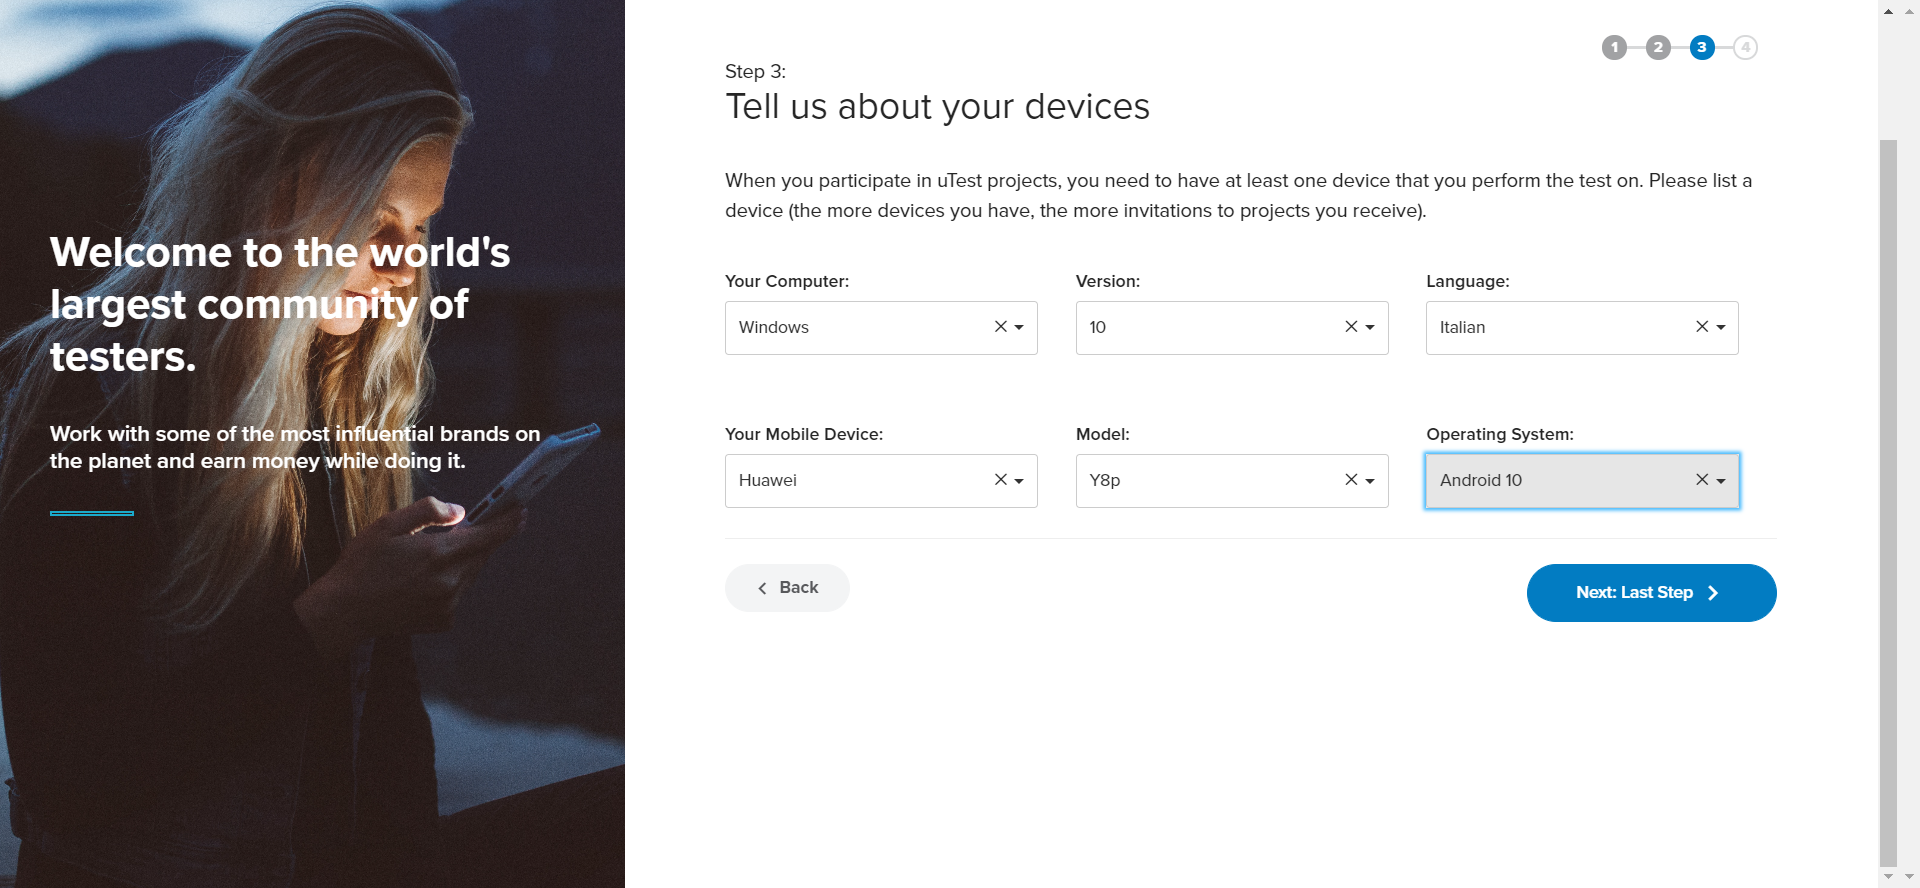 Welcome to the world's
largest community of
testers.
Work with some of the most influential brands on
the planet and earn money while doing it.
1 2 3 4
Step 3:
Tell us about your devices
When you participate in uTest projects, you need to have at least one device that you perform the test on. Please list a
device (the more devices you have, the more invitations to projects you receive).
Your Computer: Version: Language:
Windows 10 Italian
Your Mobile Device: Model: Operating System:
Huawei Y8p Android 10
Back Next: Last Step